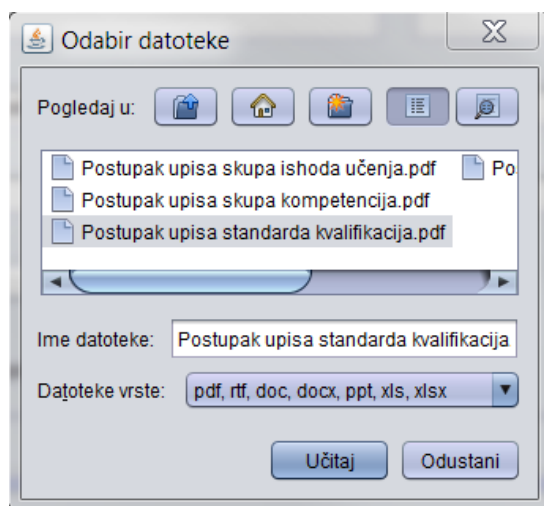 Odabir datoteke
Pogledaj u:
Postupak upisa skupa ishoda učenja.pdf
Po
Postupak upisa skupa kompetencija.pdf
Postupak upisa standarda kvalifikacija.pdf
Ime datoteke: Postupak upisa standarda kvalifikacija
Datoteke vrste: pdf, rtf, doc, docx, ppt, xls, xlsx
Učitaj Odustani